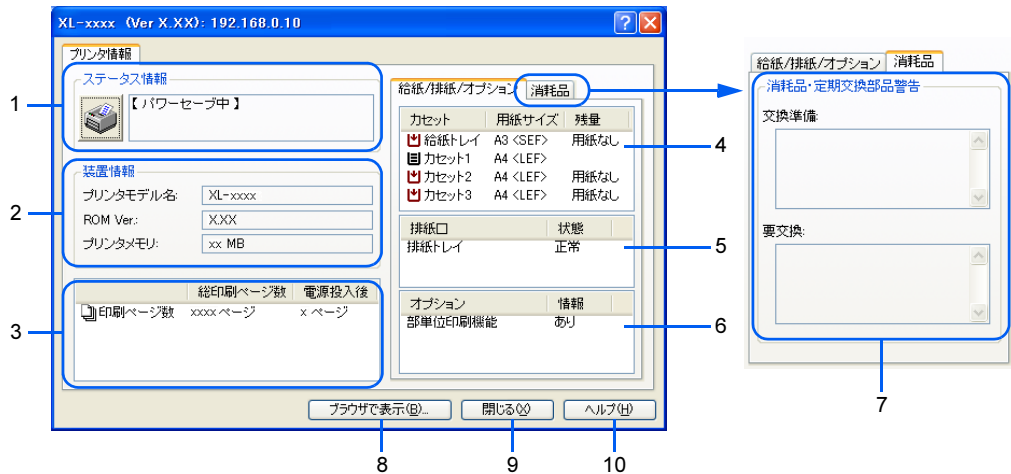 XL-xxxx (Ver X.XX): 192.168.0.10
プリンタ情報
ステータス情報
【 パワーセーブ中 】
装置情報
プリンタモデル名: XL-xxxx
ROM Ver.: X.XX
プリンタメモリ: xx MB
総印刷ページ数 電源投入後
印刷ページ数 xxxx ページ x ページ
給紙/排紙/オプション 消耗品
カセット 用紙サイズ 残量
給紙トレイ A3 <SEF> 用紙なし
カセット1 A4 <LEF>
カセット2 A4 <LEF> 用紙なし
カセット3 A4 <LEF> 用紙なし
排紙口 状態
排紙トレイ 正常
オプション 情報
部単位印刷機能 あり
ブラウザで表示(B)... 閉じる(X) ヘルプ(H)
給紙/排紙/オプション 消耗品
消耗品・定期交換部品警告
交換準備:
要交換:
1
2
3
4
5
6
7
8
9
10